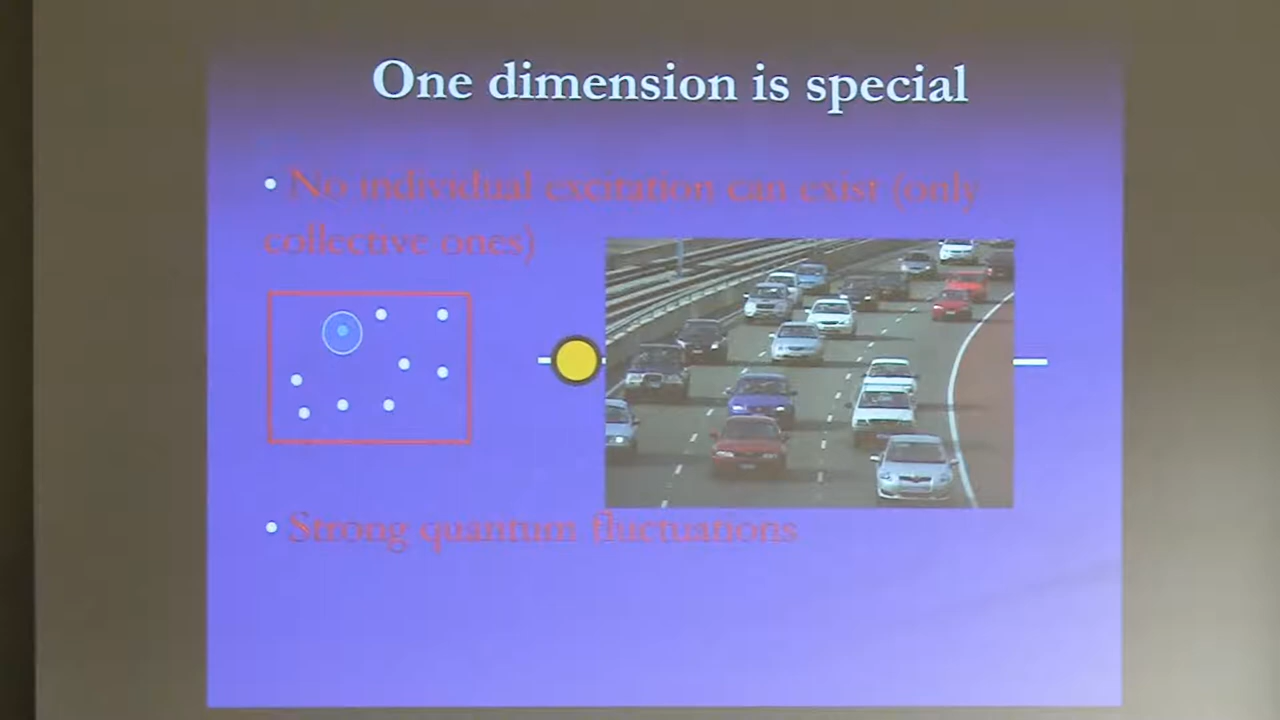 One dimension is special
• No individual excitation can exist (only
collective ones)
• Strong quantum fluctuations